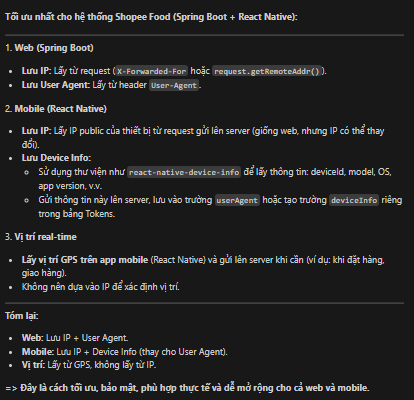 Tối ưu nhất cho hệ thống Shopee Food (Spring Boot + React Native):
1. Web (Spring Boot)
• Lưu IP: Lấy từ request (X-Forwarded-For hoặc request.getRemoteAddr()).
• Lưu User Agent: Lấy từ header User-Agent.
2. Mobile (React Native)
• Lưu IP: Lấy IP public của thiết bị từ request gửi lên server (giống web, nhưng IP có thể thay
đổi).
• Lưu Device Info:
○ Sử dụng thư viện như react-native-device-info để lấy thông tin: deviceId, model, OS,
app version, v.v.
○ Gửi thông tin này lên server, lưu vào trường userAgent hoặc tạo trường deviceInfo riêng
trong bảng Tokens.
3. Vị trí real-time
• Lấy vị trí GPS trên app mobile (React Native) và gửi lên server khi cần (ví dụ: khi đặt hàng,
giao hàng).
• Không nên dựa vào IP để xác định vị trí.
Tóm lại:
• Web: Lưu IP + User Agent.
• Mobile: Lưu IP + Device Info (thay cho User Agent).
• Vị trí: Lấy từ GPS, không lấy từ IP.
=> Đây là cách tối ưu, bảo mật, phù hợp thực tế và dễ mở rộng cho cả web và mobile.